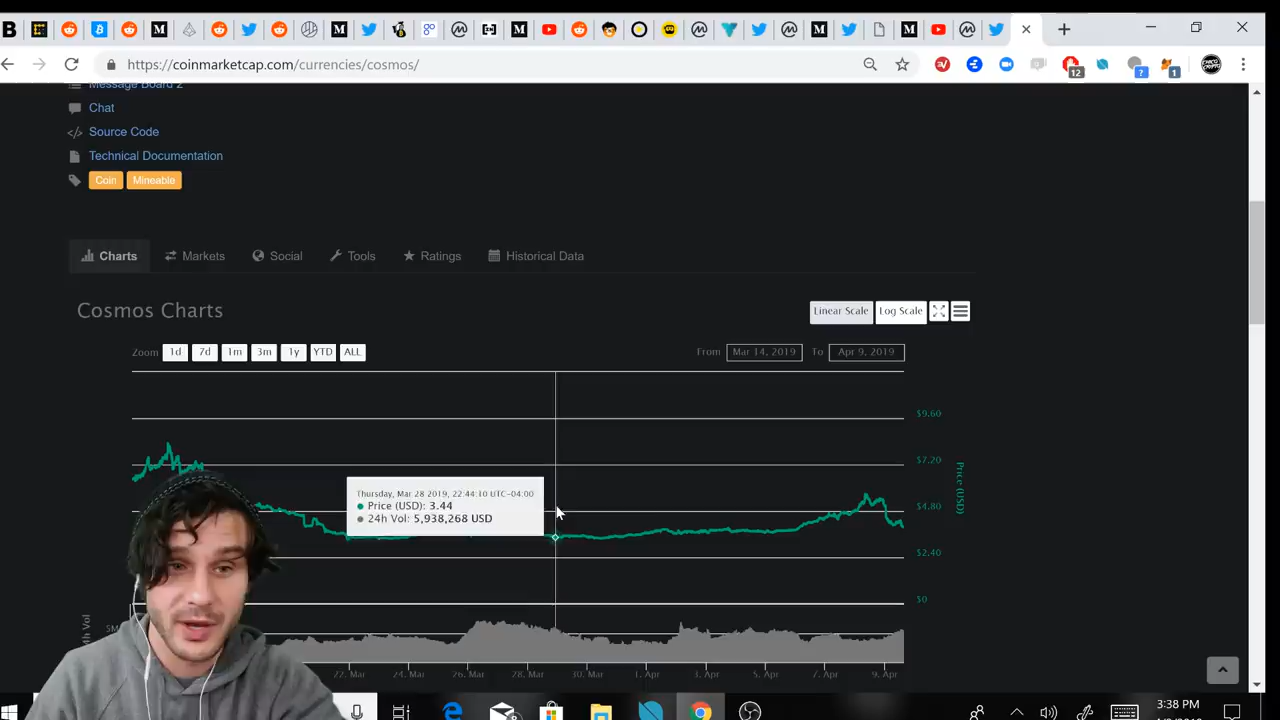 https://coinmarketcap.com/currencies/cosmos/
12
?
1
Message Board 2
Chat
Source Code
Technical Documentation
Coin Mineable
Charts Markets Social Tools Ratings Historical Data
Cosmos Charts
Linear Scale Log Scale
Zoom 1d 7d 1m 3m 1y YTD ALL
From Mar 14, 2019 To Apr 9, 2019
$9.60
$7.20
$4.80
$2.40
$0
Price (USD)
Thursday, Mar 28 2019, 22:44:10 UTC-04:00
Price (USD): 3.44
24h Vol: 5,938,268 USD
22. Mar 24. Mar 26. Mar 28. Mar 30. Mar 1. Apr 3. Apr 5. Apr 7. Apr 9. Apr
3:38 PM